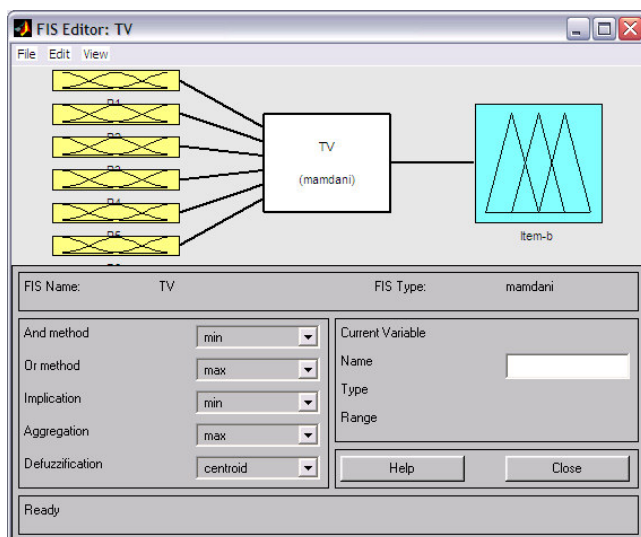 FIS Editor: TV
File Edit View
TV
(mamdani)
Item-b
FIS Name: TV FIS Type: mamdani
And method min
Or method max
Implication min
Aggregation max
Defuzzification centroid
Current Variable
Name
Type
Range
Help Close
Ready